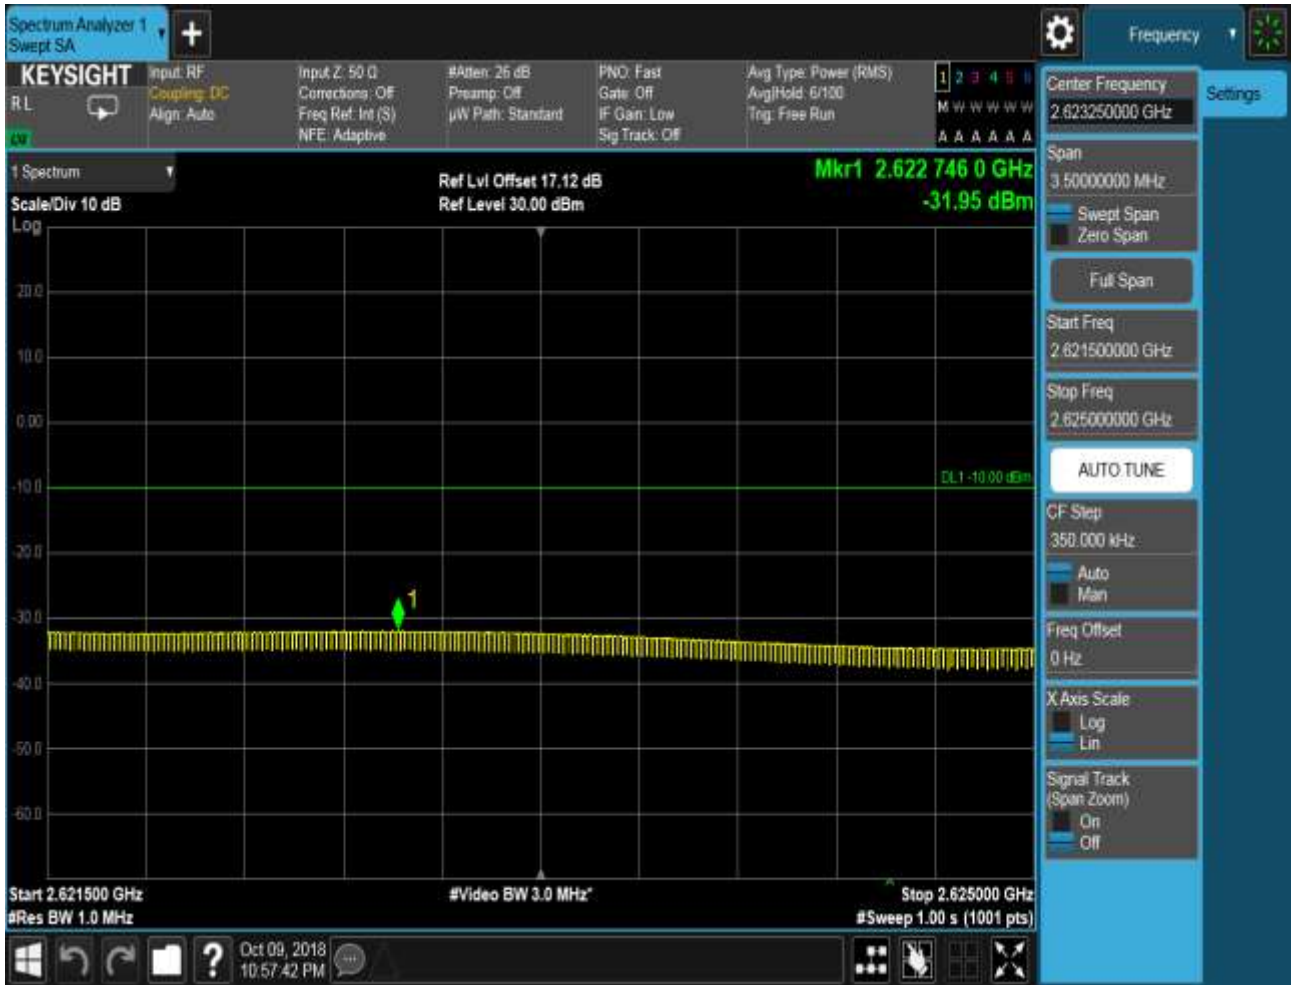 Spectrum Analyzer 1
Swept SA
+
Frequency
KEYSIGHT
R L
Input: RF
Coupling: DC
Align: Auto
Input Z: 50 Ω
Corrections: Off
Freq Ref: Int (S)
NFE: Adaptive
#Atten: 26 dB
Preamp: Off
µW Path: Standard
PNO: Fast
Gate: Off
IF Gain: Low
Sig Track: Off
Avg Type: Power (RMS)
Avg|Hold: 6/100
Trig: Free Run
1 2 3 4 5 6
M W W W W W
A A A A A A
Center Frequency
2.623250000 GHz
Settings
1 Spectrum
Scale/Div 10 dB
Log
Ref Lvl Offset 17.12 dB
Ref Level 30.00 dBm
Mkr1 2.622 746 0 GHz
-31.95 dBm
Span
3.50000000 MHz
Swept Span
Zero Span
Full Span
Start Freq
2.621500000 GHz
Stop Freq
2.625000000 GHz
AUTO TUNE
CF Step
350.000 kHz
Auto
Man
Freq Offset
0 Hz
X Axis Scale
Log
Lin
Signal Track
(Span Zoom)
On
Off
20.0
10.0
0.00
-10.0
DL1 -10.00 dBm
-20.0
1
-30.0
-40.0
-50.0
-60.0
Start 2.621500 GHz
#Res BW 1.0 MHz
#Video BW 3.0 MHz*
Stop 2.625000 GHz
#Sweep 1.00 s (1001 pts)
?
Oct 09, 2018
10:57:42 PM